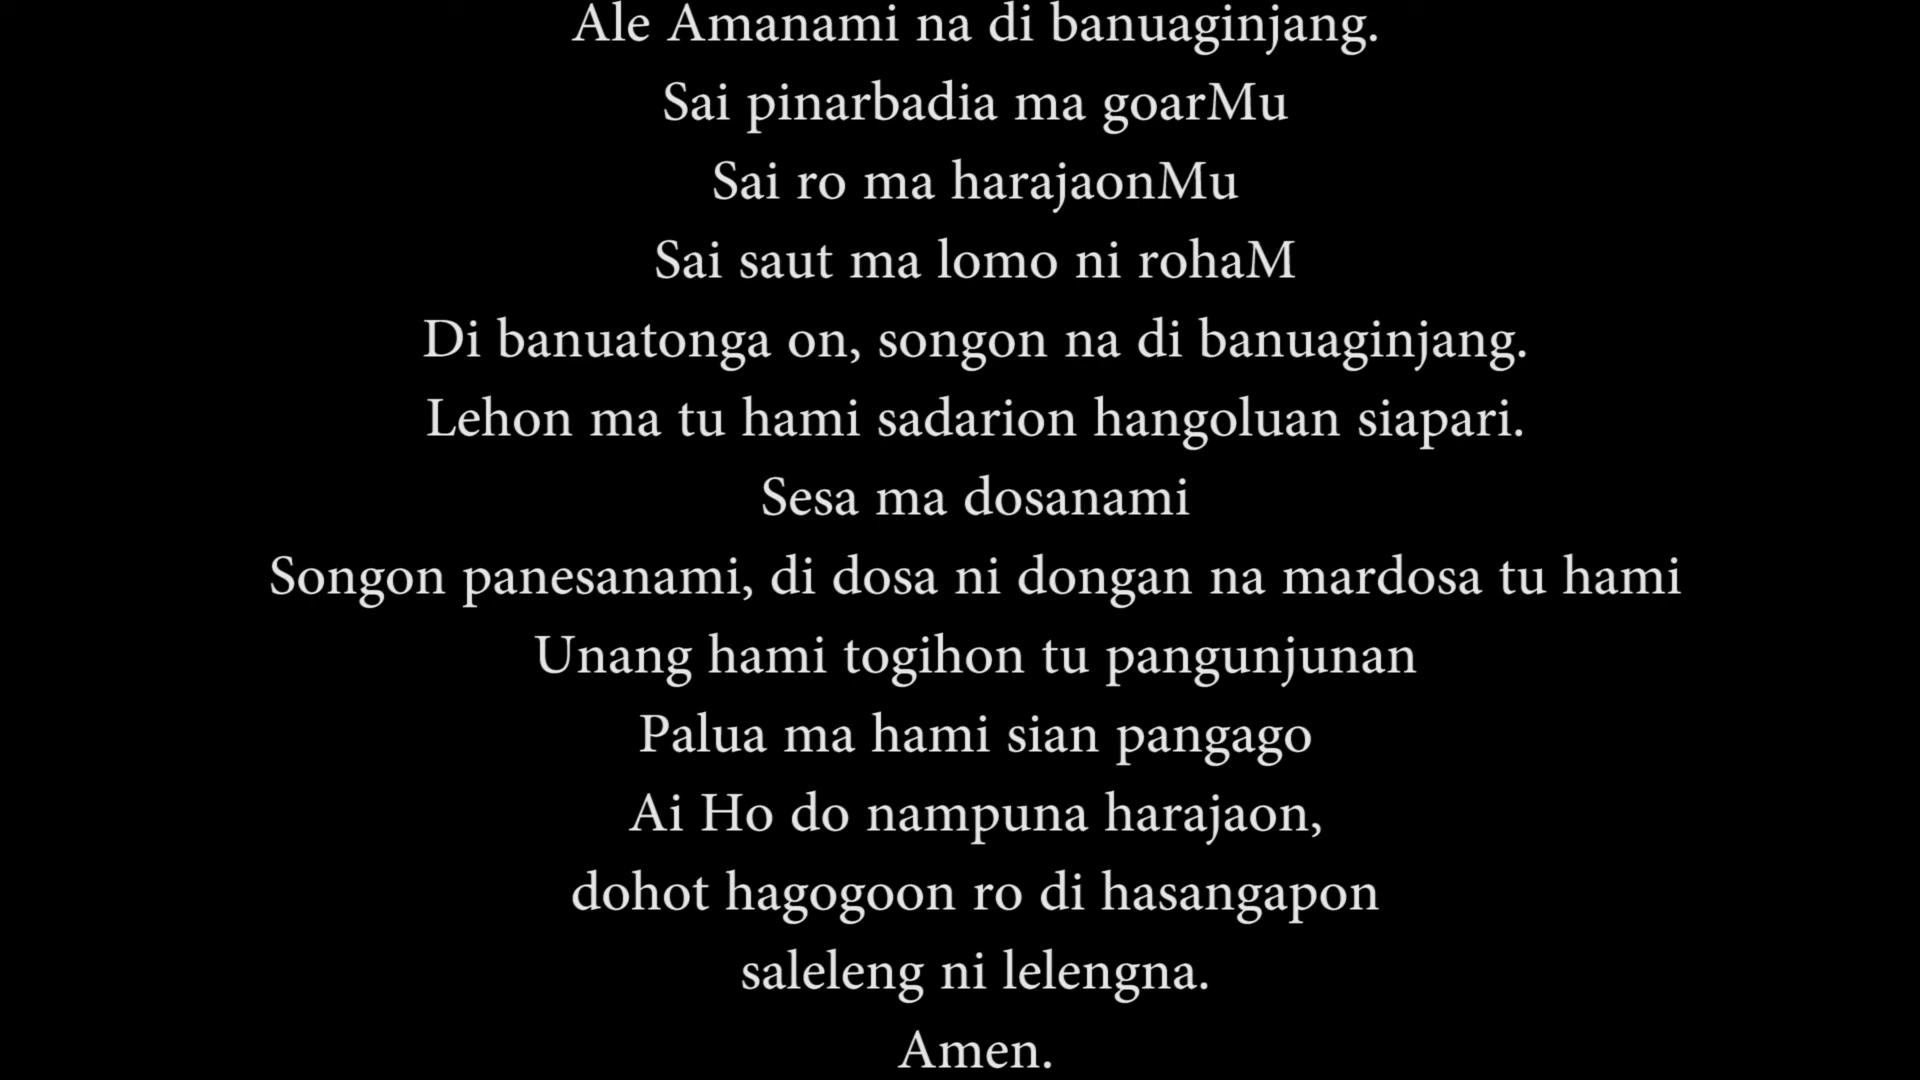 Ale Amanami na di banuaginjang.
Sai pinarbadia ma goarMu
Sai ro ma harajaonMu
Sai saut ma lomo ni rohaM
Di banuatonga on, songon na di banuaginjang.
Lehon ma tu hami sadarion hangoluan siapari.
Sesa ma dosanami
Songon panesanami, di dosa ni dongan na mardosa tu hami
Unang hami togihon tu pangunjunan
Palua ma hami sian pangago
Ai Ho do nampuna harajaon,
dohot hagogoon ro di hasangapon
saleleng ni lelengna.
Amen.